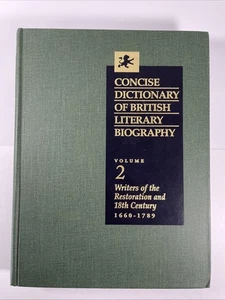 CONCISE
DICTIONARY
OF BRITISH
LITERARY
BIOGRAPHY
VOLUME
2
Writers of the
Restoration and
18th Century
1660-1789